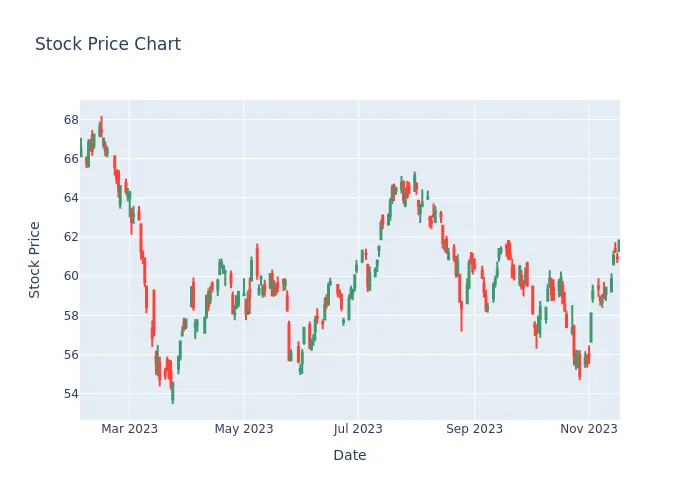 Stock Price Chart
68
66
64
62
60
58
56
54
Stock Price
Mar 2023
May 2023
Jul 2023
Sep 2023
Nov 2023
Date